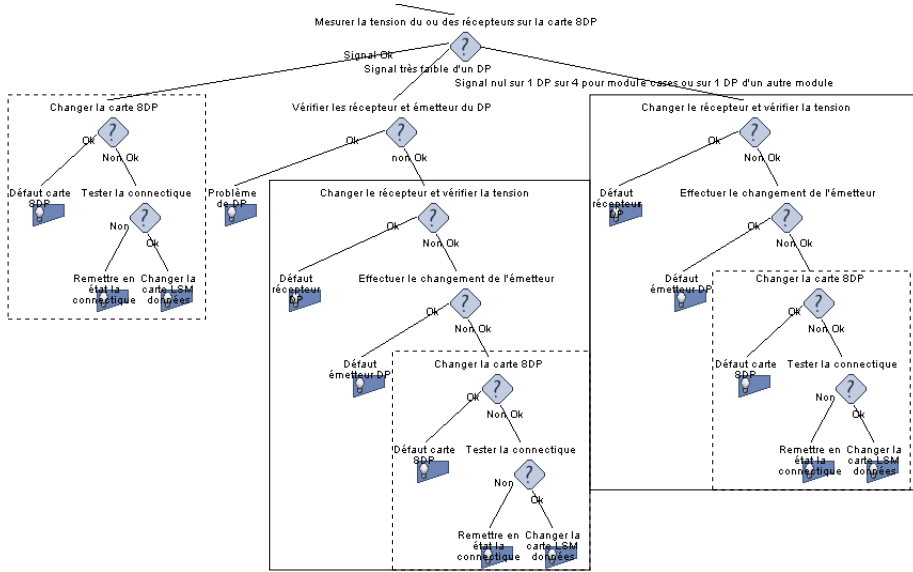 Mesurer la tension du ou des récepteurs sur la carte 8DP
Signal Ok
Signal très faible d'un DP
Signal nul sur 1 DP sur 4 pour module cases ou sur 1 DP d'un autre module
Changer la carte 8DP
Ok
Non Ok
Défaut carte
8DP
Tester la connectique
Non
Ok
Remettre en
état la
connectique
Changer la
carte LSM
données
Vérifier les récepteur et émetteur du DP
Ok
non Ok
Problème
de DP
Changer le récepteur et vérifier la tension
Ok
Non Ok
Défaut
récepteur
DP
Effectuer le changement de l'émetteur
Ok
Non Ok
Défaut
émetteur DP
Changer la carte 8DP
Ok
Non Ok
Défaut carte
8DP
Tester la connectique
Non
Ok
Remettre en
état la
connectique
Changer la
carte LSM
données
Changer le récepteur et vérifier la tension
Ok
Non Ok
Défaut
récepteur
DP
Effectuer le changement de l'émetteur
Ok
Non Ok
Défaut
émetteur DP
Changer la carte 8DP
Ok
Non Ok
Défaut carte
8DP
Tester la connectique
Non
Ok
Remettre en
état la
connectique
Changer la
carte LSM
données